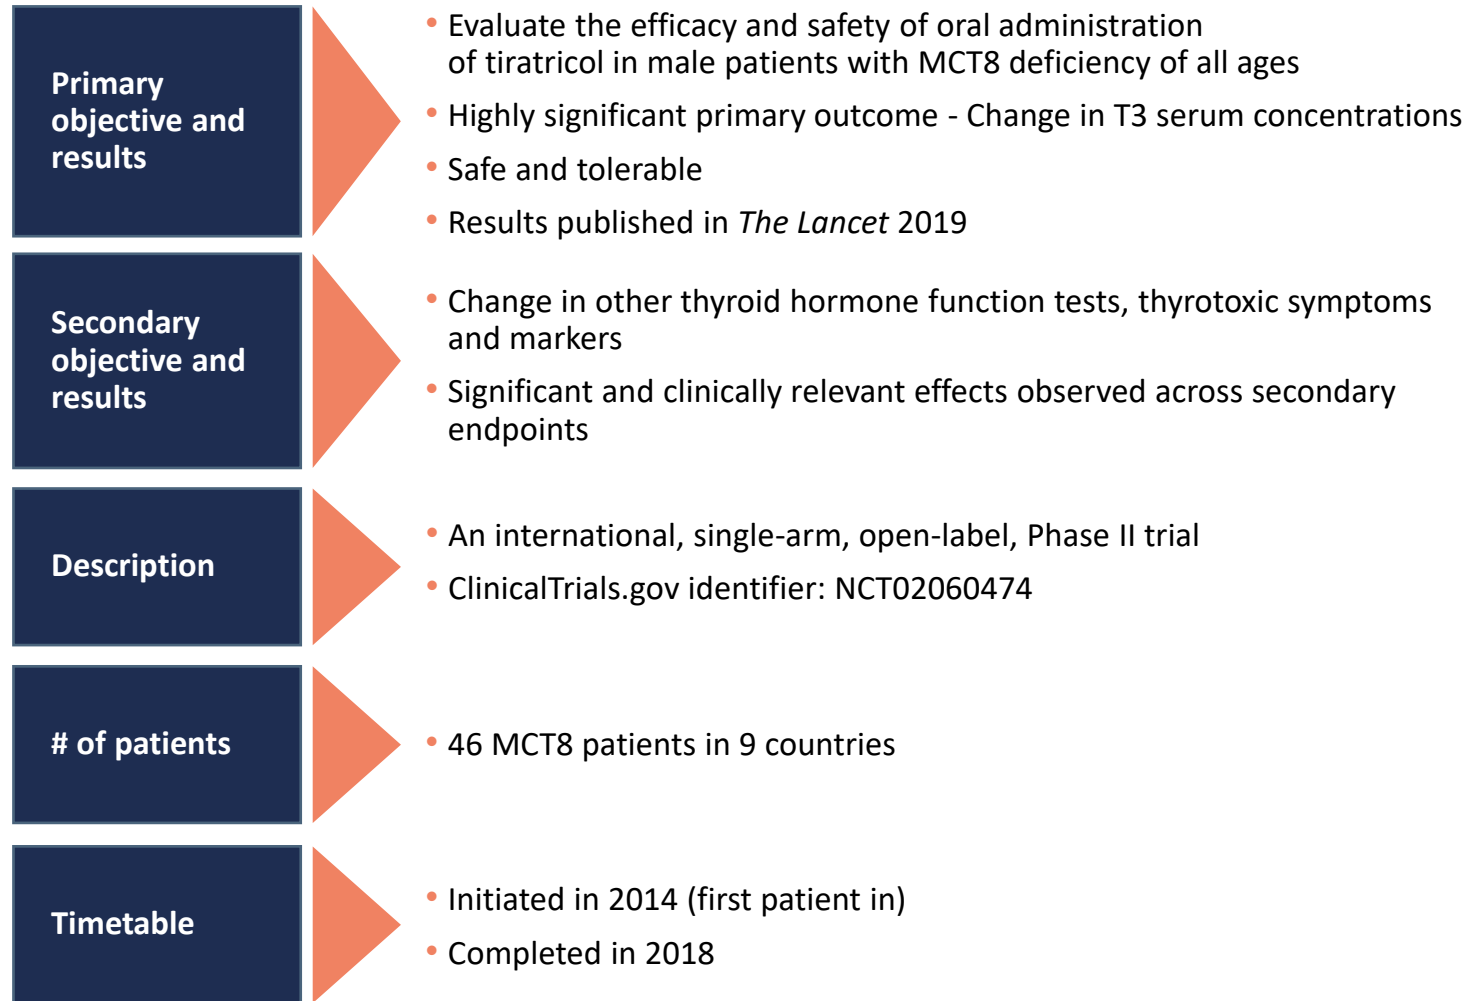 Primary
objective and
results
• Evaluate the efficacy and safety of oral administration
of tiratricol in male patients with MCT8 deficiency of all ages
• Highly significant primary outcome - Change in T3 serum concentrations
• Safe and tolerable
• Results published in The Lancet 2019
Secondary
objective and
results
• Change in other thyroid hormone function tests, thyrotoxic symptoms
and markers
• Significant and clinically relevant effects observed across secondary
endpoints
Description
• An international, single-arm, open-label, Phase II trial
• ClinicalTrials.gov identifier: NCT02060474
# of patients
• 46 MCT8 patients in 9 countries
Timetable
• Initiated in 2014 (first patient in)
• Completed in 2018